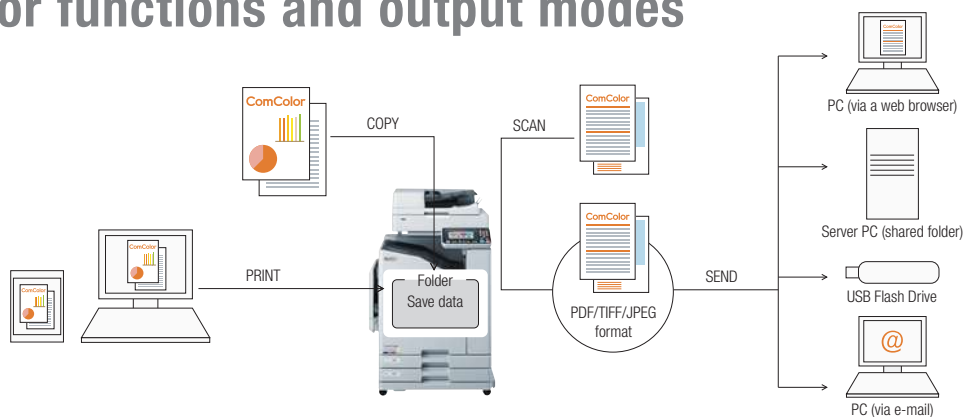 or functions and output modes
ComColor
COPY
SCAN
ComColor
ComColor
PC (via a web browser)
Server PC (shared folder)
ComColor
ComColor
PRINT
Folder
Save data
ComColor
PDF/TIFF/JPEG
format
SEND
USB Flash Drive
@
PC (via e-mail)